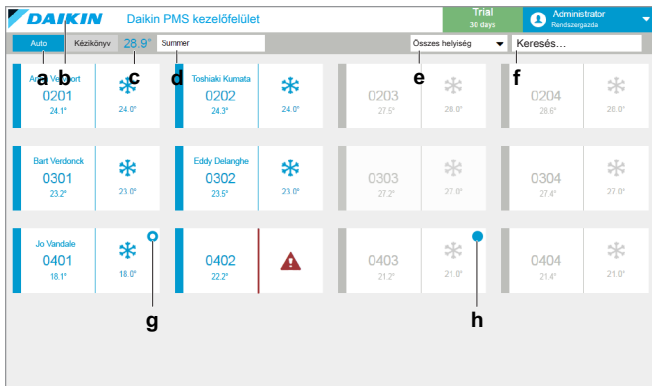 DAIKIN Daikin PMS kezelőfelület Trial 30 days Administrator Rendszergazda
Auto Kézikönyv 28.9° Summer Összes helyiség Keresés...
a b c d e f
0201 24.1° 24.0°
Toshiaki Kumata 0202 24.3° 24.0°
0203 27.5° 28.0°
0204 28.6° 28.0°
Bart Verdonck 0301 23.2° 23.0°
Eddy Delanghe 0302 23.5° 23.0°
0303 27.2° 27.0°
0304 27.4° 27.0°
Jo Vandale 0401 18.1° 18.0°
0402 22.2°
0403 21.2° 21.0°
0404 21.4° 21.0°
g h